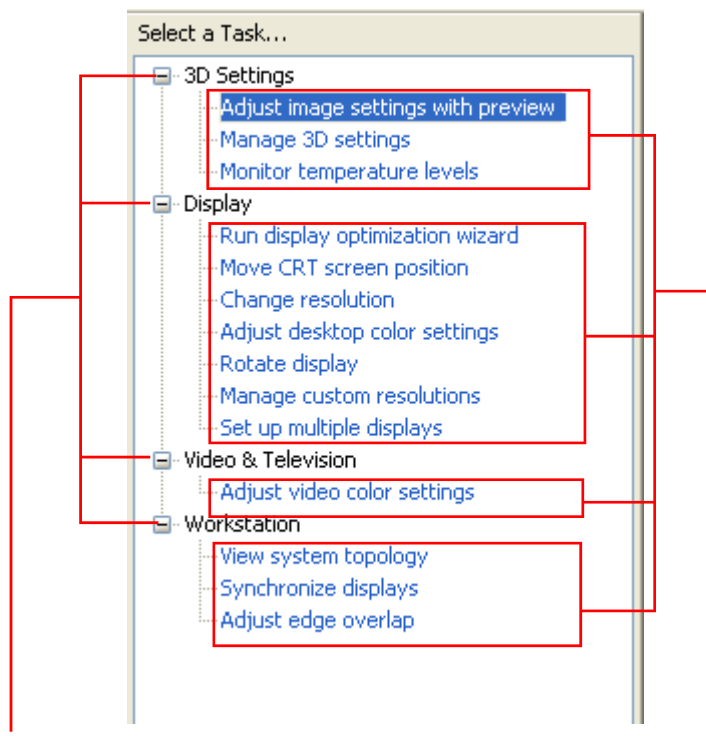 Select a Task...
3D Settings
Adjust image settings with preview
Manage 3D settings
Monitor temperature levels
Display
Run display optimization wizard
Move CRT screen position
Change resolution
Adjust desktop color settings
Rotate display
Manage custom resolutions
Set up multiple displays
Video & Television
Adjust video color settings
Workstation
View system topology
Synchronize displays
Adjust edge overlap